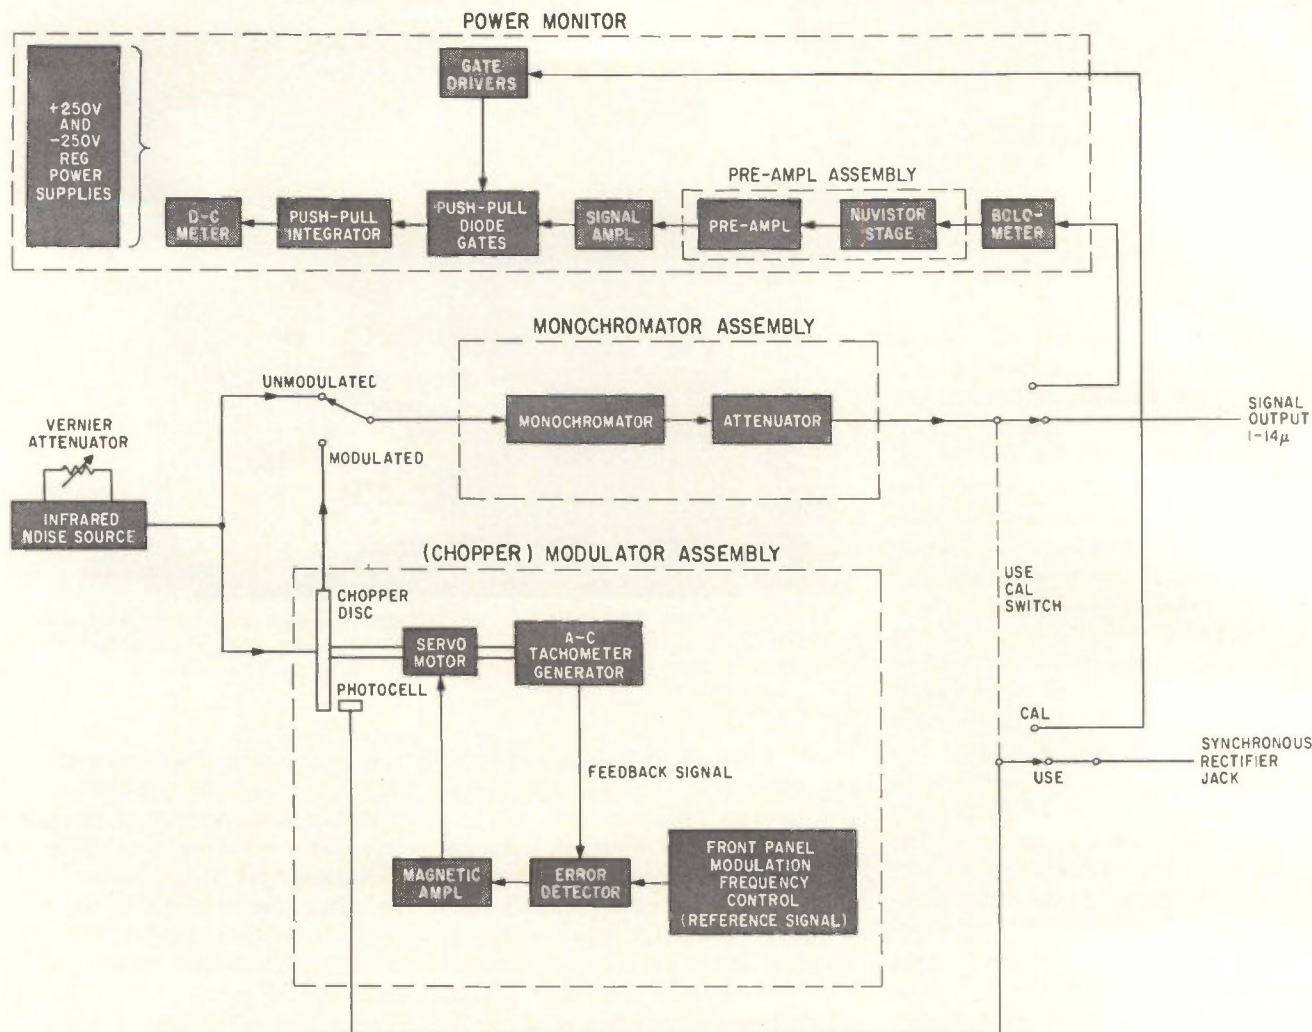 POWER MONITOR
+250V
AND
-250V
REG
POWER
SUPPLIES
GATE
DRIVERS
PRE-AMPL ASSEMBLY
D-C
METER
PUSH-PULL
INTEGRATOR
PUSH-PULL
DIODE
GATES
SIGNAL
AMPL
PRE-AMPL
NUVISTOR
STAGE
BOLO-
METER
MONOCHROMATOR ASSEMBLY
UNMODULATED
MONOCHROMATOR
ATTENUATOR
SIGNAL
OUTPUT
1-14μ
VERNIER
ATTENUATOR
MODULATED
INFRARED
NOISE SOURCE
(CHOPPER) MODULATOR ASSEMBLY
CHOPPER
DISC
SERVO
MOTOR
A-C
TACHOMETER
GENERATOR
USE
CAL
SWITCH
PHOTOCELL
CAL
FEEDBACK SIGNAL
USE
SYNCHRONOUS
RECTIFIER
JACK
MAGNETIC
AMPL
ERROR
DETECTOR
FRONT PANEL
MODULATION
FREQUENCY
CONTROL
(REFERENCE SIGNAL)